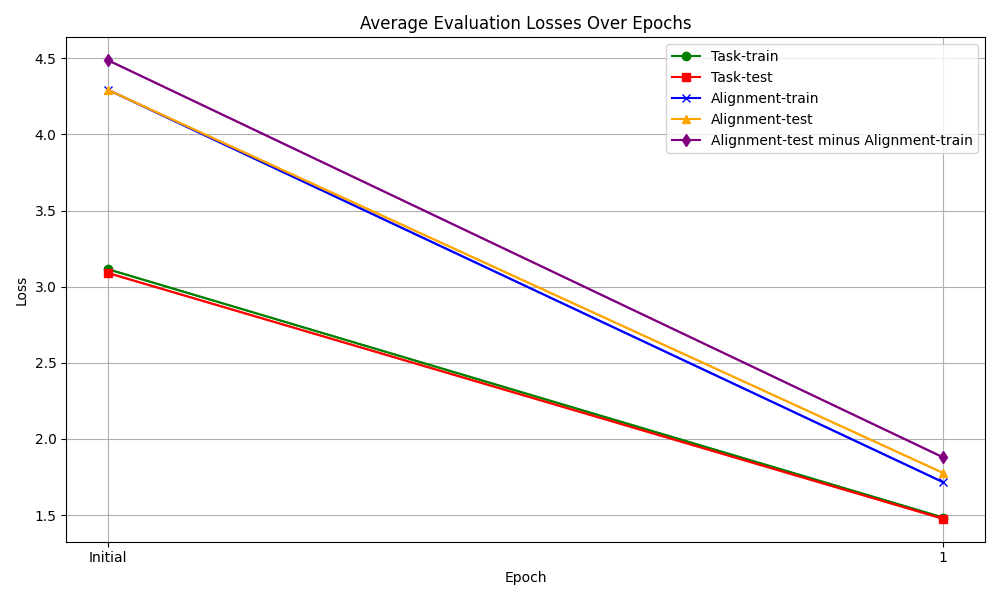 Average Evaluation Losses Over Epochs
Task-train
Task-test
Alignment-train
Alignment-test
Alignment-test minus Alignment-train
Loss
4.5
4.0
3.5
3.0
2.5
2.0
1.5
Initial
1
Epoch